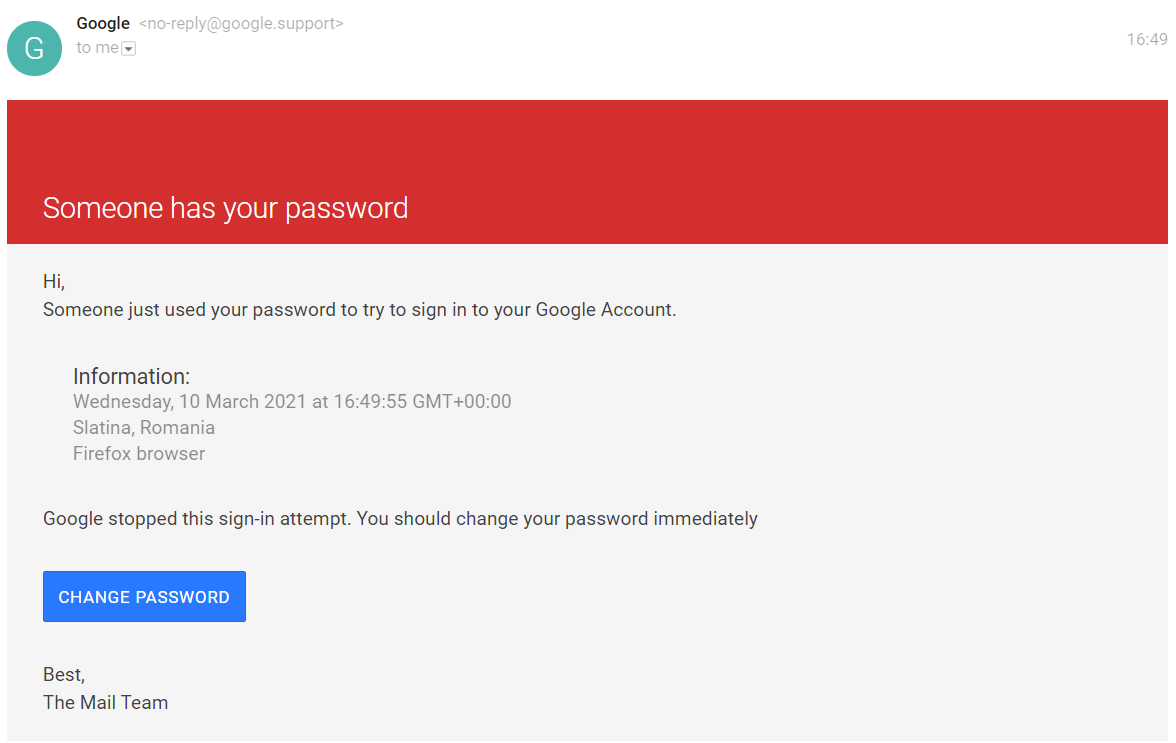 G
Google <no-reply@google.support>
to me
16:49
Someone has your password
Hi,
Someone just used your password to try to sign in to your Google Account.
Information:
Wednesday, 10 March 2021 at 16:49:55 GMT+00:00
Slatina, Romania
Firefox browser
Google stopped this sign-in attempt. You should change your password immediately
CHANGE PASSWORD
Best,
The Mail Team